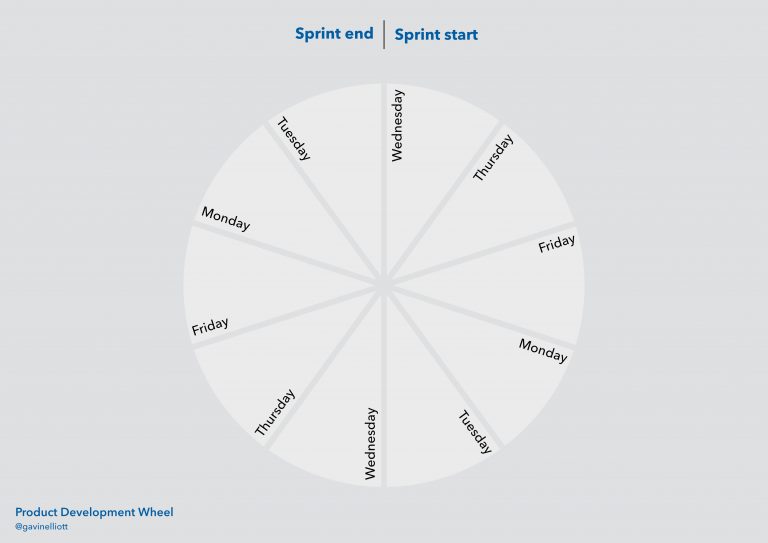 Sprint end
Sprint start
Wednesday
Thursday
Friday
Monday
Tuesday
Wednesday
Thursday
Friday
Monday
Tuesday
Product Development Wheel
@gavinelliott